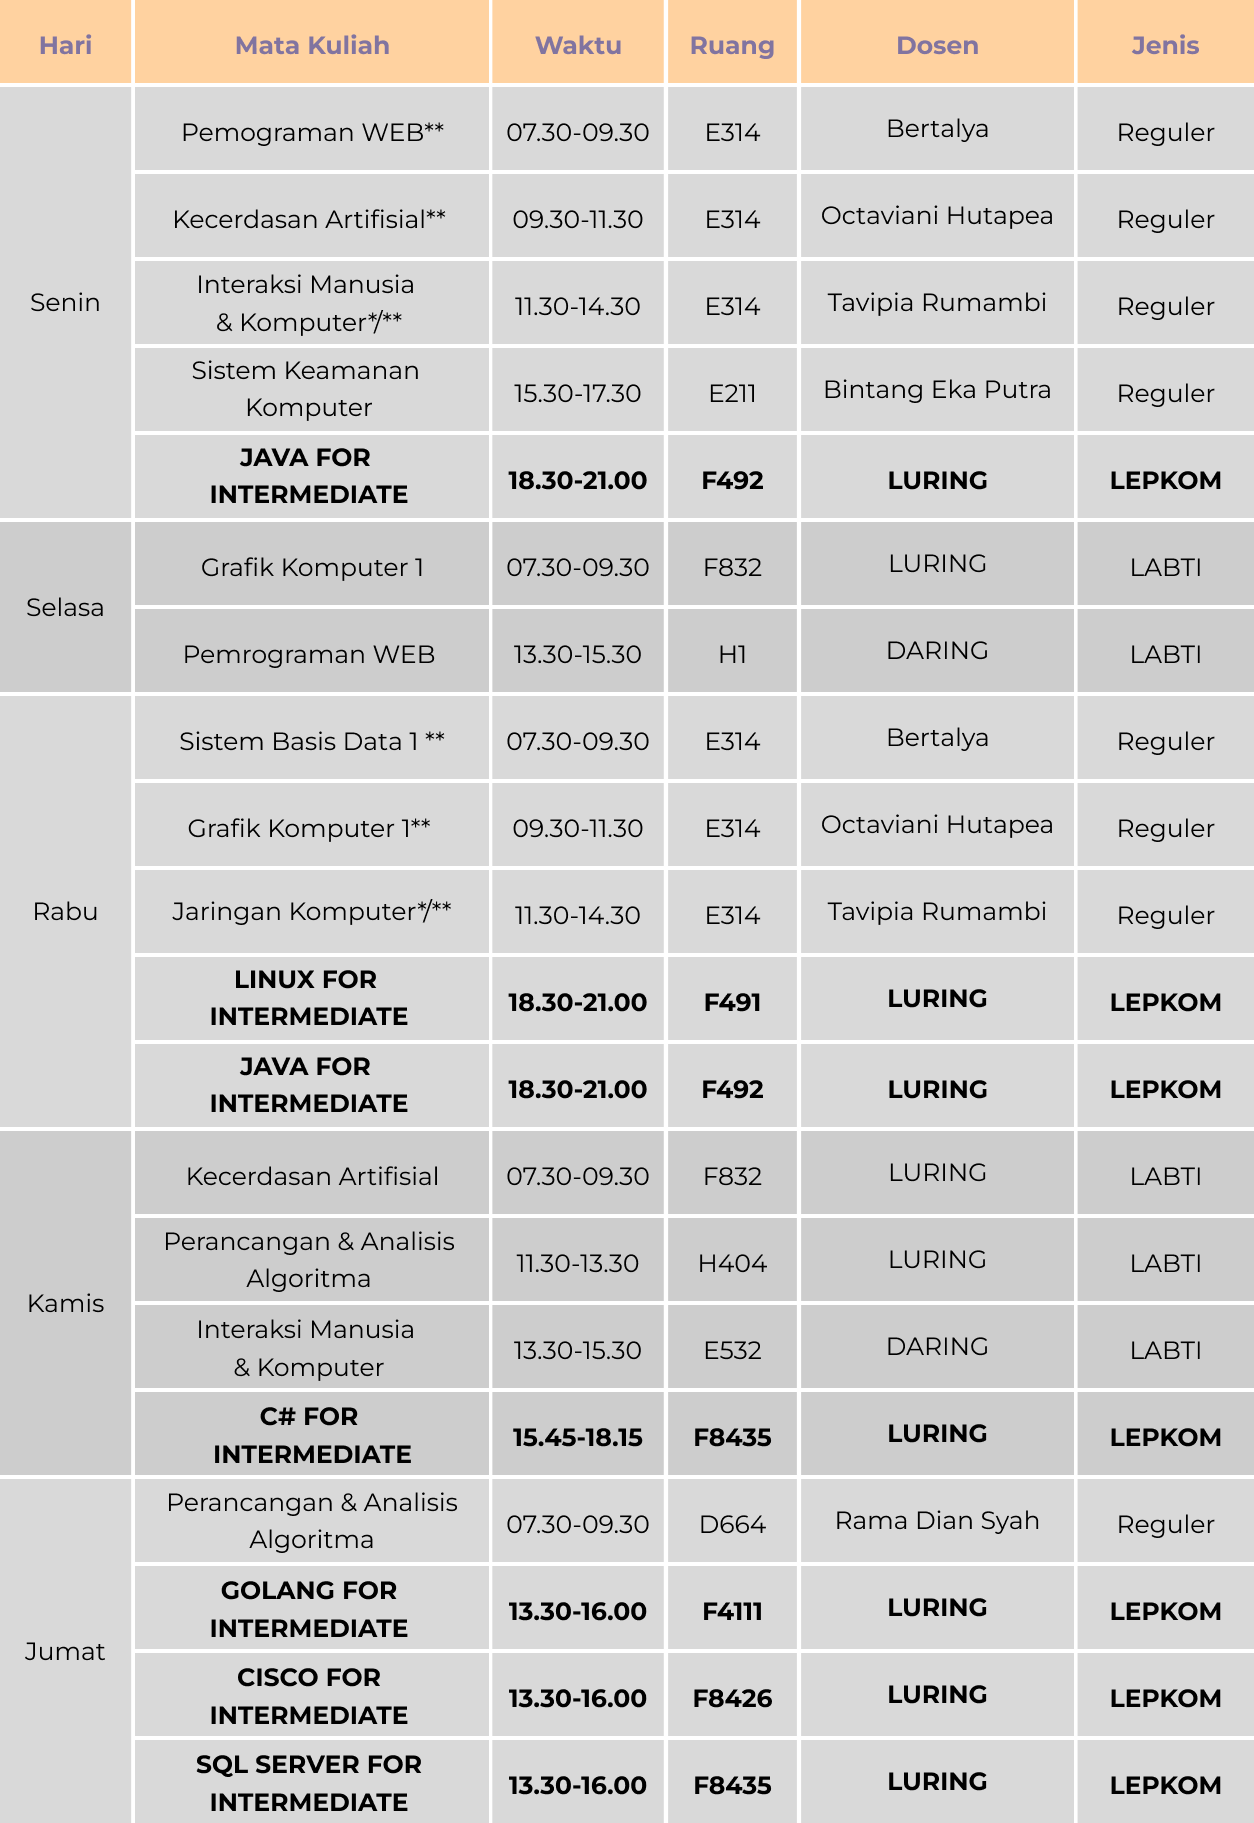 Hari Mata Kuliah Waktu Ruang Dosen Jenis
Senin
Pemograman WEB** 07.30-09.30 E314 Bertalya Reguler
Kecerdasan Artifisial** 09.30-11.30 E314 Octaviani Hutapea Reguler
Interaksi Manusia
& Komputer*/** 11.30-14.30 E314 Tavipia Rumambi Reguler
Sistem Keamanan
Komputer 15.30-17.30 E211 Bintang Eka Putra Reguler
JAVA FOR
INTERMEDIATE 18.30-21.00 F492 LURING LEPKOM
Selasa
Grafik Komputer 1 07.30-09.30 F832 LURING LABTI
Pemrograman WEB 13.30-15.30 H1 DARING LABTI
Rabu
Sistem Basis Data 1 ** 07.30-09.30 E314 Bertalya Reguler
Grafik Komputer 1** 09.30-11.30 E314 Octaviani Hutapea Reguler
Jaringan Komputer*/** 11.30-14.30 E314 Tavipia Rumambi Reguler
LINUX FOR
INTERMEDIATE 18.30-21.00 F491 LURING LEPKOM
JAVA FOR
INTERMEDIATE 18.30-21.00 F492 LURING LEPKOM
Kamis
Kecerdasan Artifisial 07.30-09.30 F832 LURING LABTI
Perancangan & Analisis
Algoritma 11.30-13.30 H404 LURING LABTI
Interaksi Manusia
& Komputer 13.30-15.30 E532 DARING LABTI
C# FOR
INTERMEDIATE 15.45-18.15 F8435 LURING LEPKOM
Jumat
Perancangan & Analisis
Algoritma 07.30-09.30 D664 Rama Dian Syah Reguler
GOLANG FOR
INTERMEDIATE 13.30-16.00 F4111 LURING LEPKOM
CISCO FOR
INTERMEDIATE 13.30-16.00 F8426 LURING LEPKOM
SQL SERVER FOR
INTERMEDIATE 13.30-16.00 F8435 LURING LEPKOM